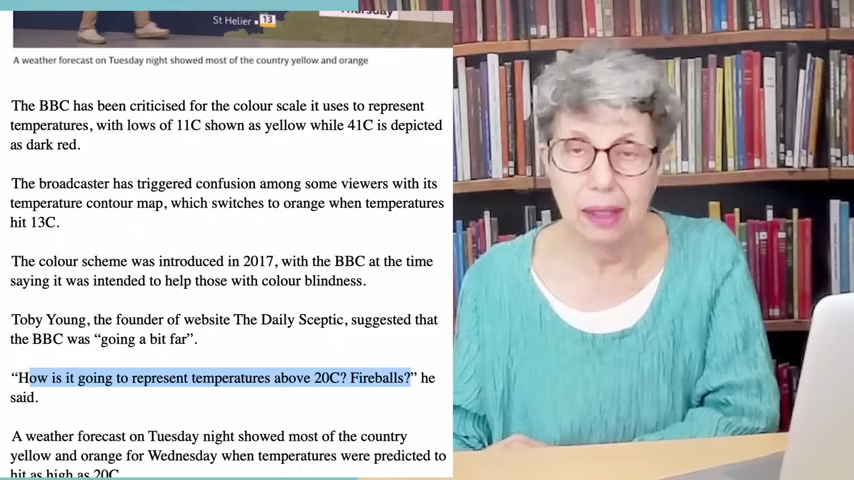 Thursday
St Helier 13
A weather forecast on Tuesday night showed most of the country yellow and orange
The BBC has been criticised for the colour scale it uses to represent
temperatures, with lows of 11C shown as yellow while 41C is depicted
as dark red.
The broadcaster has triggered confusion among some viewers with its
temperature contour map, which switches to orange when temperatures
hit 13C.
The colour scheme was introduced in 2017, with the BBC at the time
saying it was intended to help those with colour blindness.
Toby Young, the founder of website The Daily Sceptic, suggested that
the BBC was “going a bit far”.
“How is it going to represent temperatures above 20C? Fireballs?” he
said.
A weather forecast on Tuesday night showed most of the country
yellow and orange for Wednesday when temperatures were predicted to
hit as high as 20C